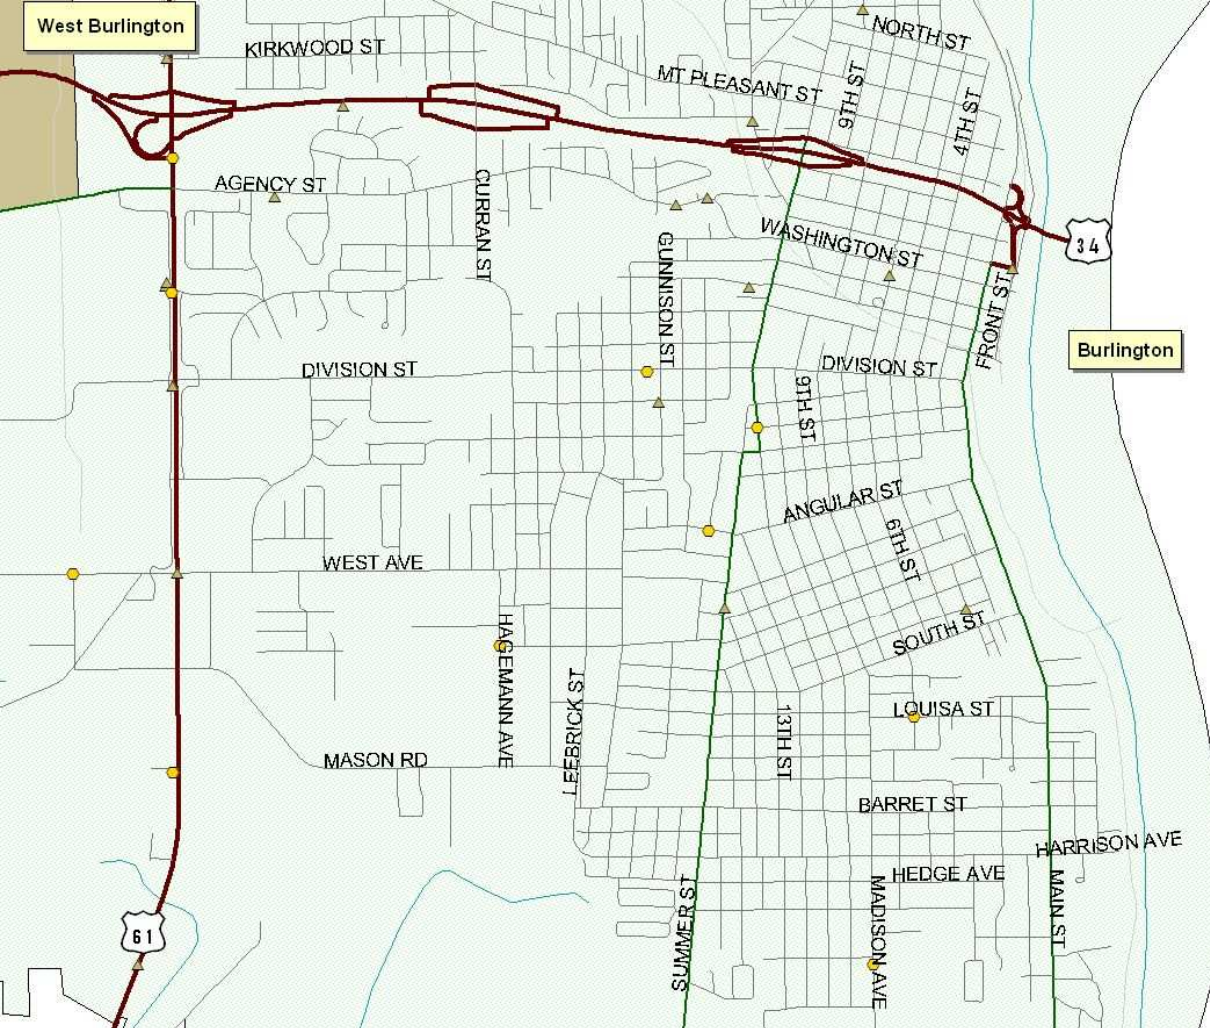 West Burlington
KIRKWOOD ST
NORTH ST
MT PLEASANT ST
9TH ST
4TH ST
AGENCY ST
CURRAN ST
GUNNISON ST
WASHINGTON ST
34
FRONT ST
Burlington
DIVISION ST
DIVISION ST
9TH ST
ANGULAR ST
6TH ST
WEST AVE
HAGEMANN AVE
SOUTH ST
LEEBRICK ST
LOUISA ST
13TH ST
MASON RD
BARRET ST
HARRISON AVE
HEDGE AVE
SUMMER ST
MADISON AVE
MAIN ST
61